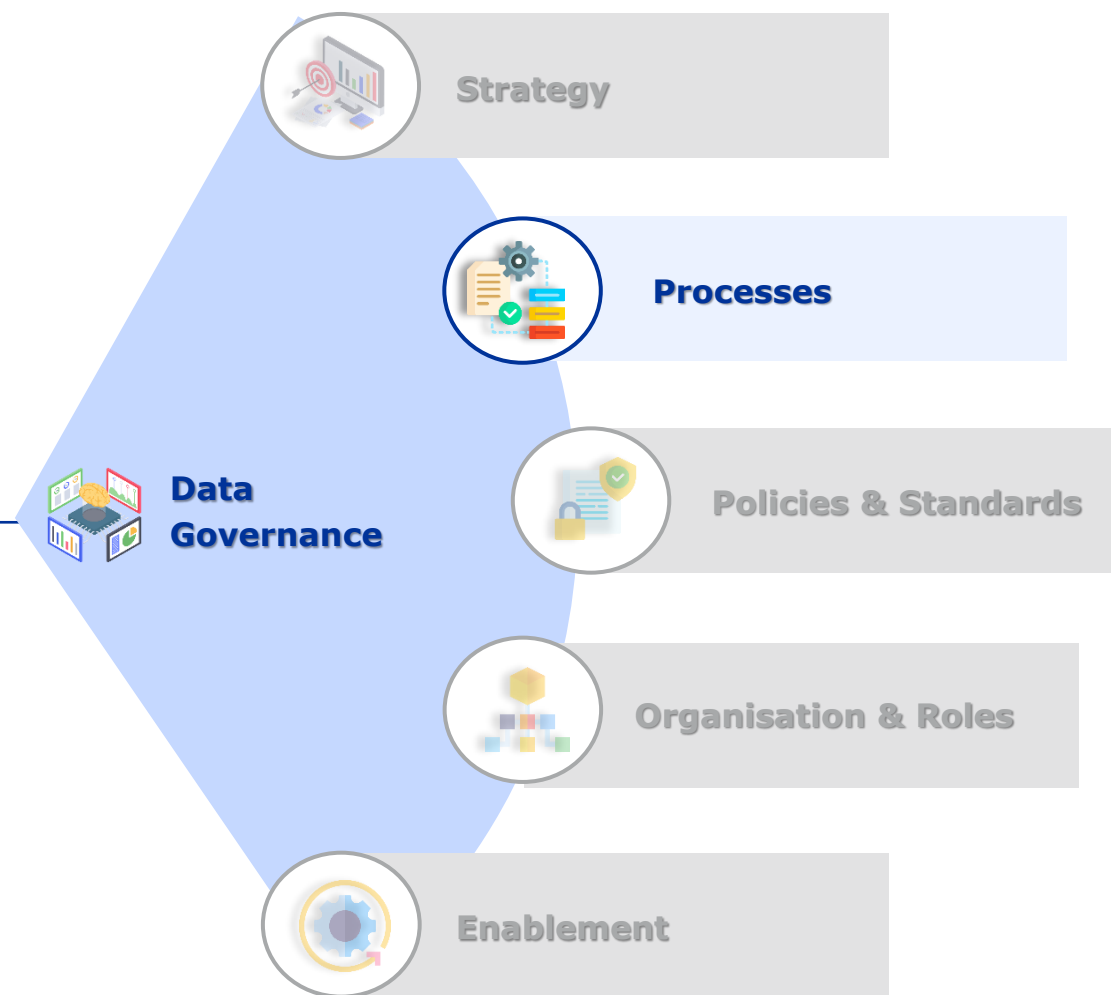 Strategy
Processes
Data
Governance
Policies & Standards
Organisation & Roles
Enablement